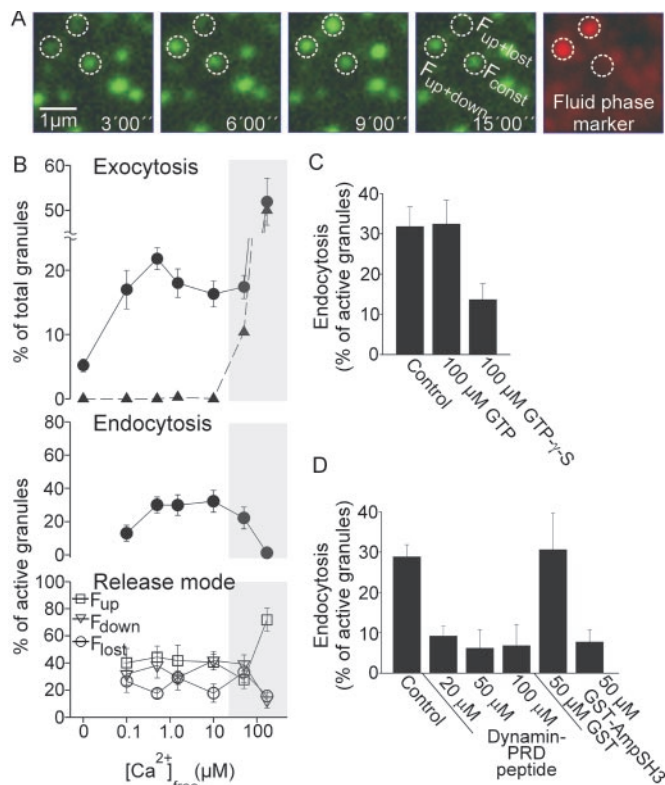 A
1µm
3´00´´
6´00´´
9´00´´
15´00´´
Fup+lost
Fconst
Fup+down
Fluid phase
marker
B
Exocytosis
% of total granules
60
50
20
10
0
Endocytosis
80
40
0
% of active granules
Release mode
100
80
60
40
20
0
Fup
Fdown
Flost
0
0.1
1.0
10
100
[Ca2+]free (µM)
C
Endocytosis
(% of active granules)
40
30
20
10
0
Control
100 µM GTP
100 µM GTP-γ-S
D
Endocytosis
(% of active granules)
40
30
20
10
0
Control
20 µM
50 µM
100 µM
Dynamin-
PRD
peptide
50 µM GST
50 µM
GST-AmpSH3